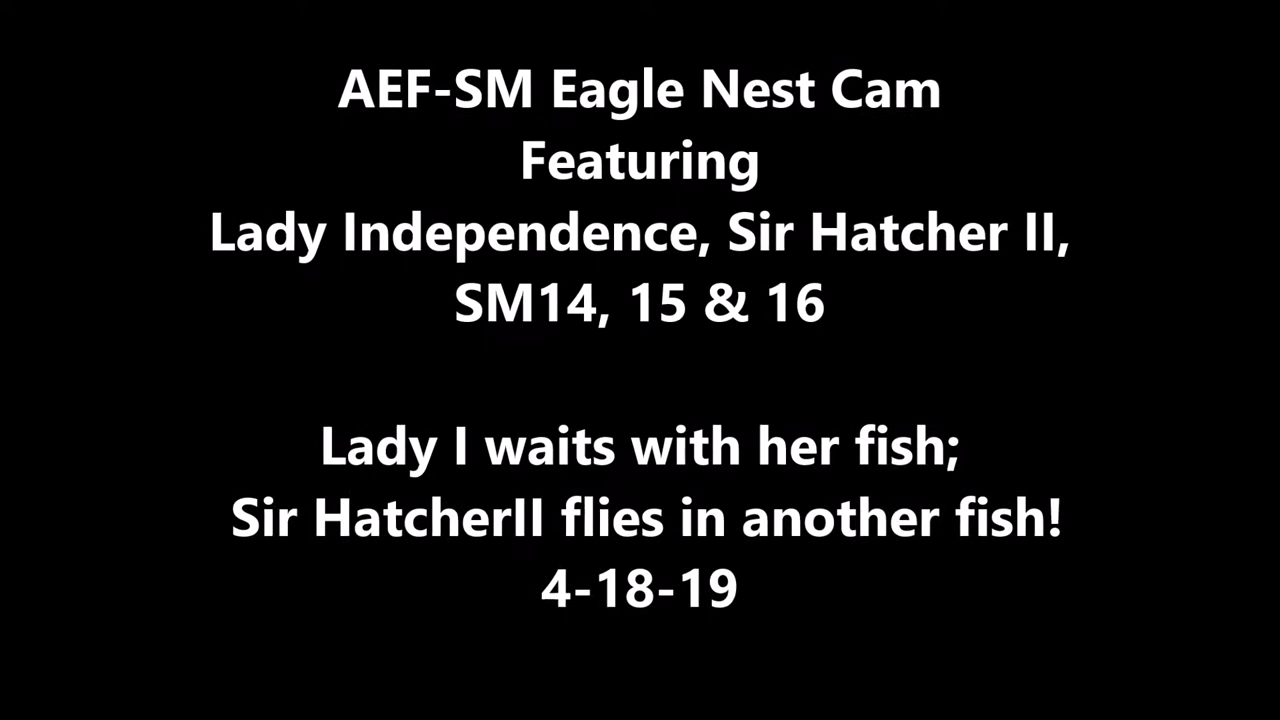 AEF-SM Eagle Nest Cam
Featuring
Lady Independence, Sir Hatcher II,
SM14, 15 & 16
Lady I waits with her fish;
Sir HatcherII flies in another fish!
4-18-19